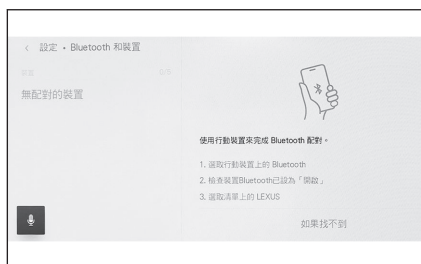 < 設定 • Bluetooth 和裝置
無配對的裝置
使用行動裝置來完成 Bluetooth 配對。
1. 選取行動裝置上的 Bluetooth
2. 檢查裝置Bluetooth已設為「開啟」
3. 選取清單上的 LEXUS
如果找不到